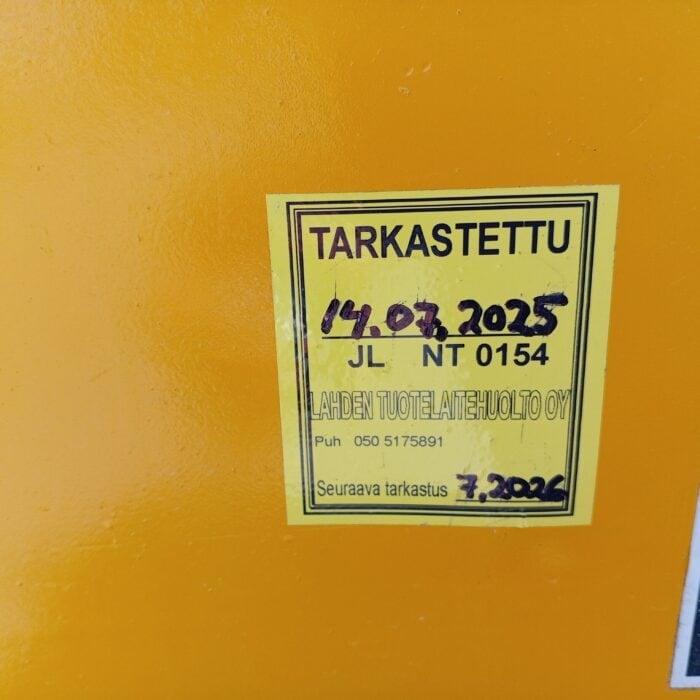 TARKASTETTU
14.07.2025
JL NT 0154
LAHDEN TUOTELAITEHUOLTO OY
Puh 050 5175891
Seuraava tarkastus 7.2026